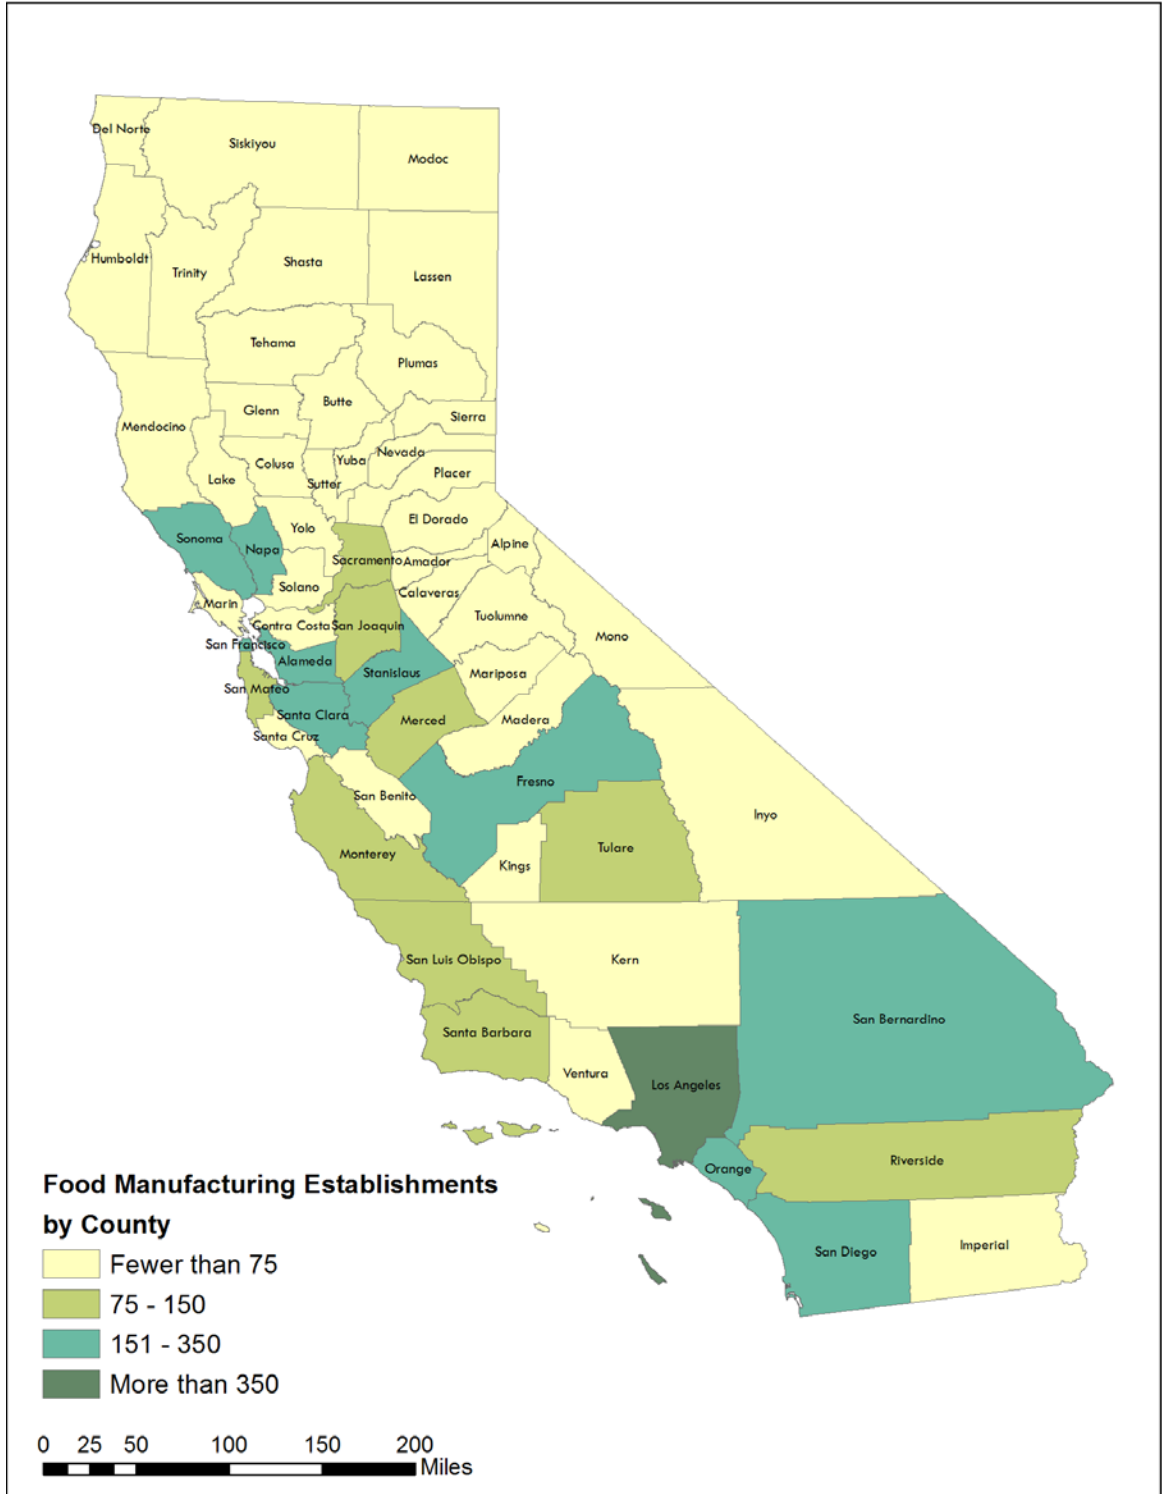 Del Norte
Siskiyou
Modoc
Humboldt
Trinity
Shasta
Lassen
Tehama
Plumas
Butte
Glenn
Sierra
Mendocino
Nevada
Yuba
Colusa
Placer
Lake
Sutter
El Dorado
Yolo
Sonoma
Napa
Alpine
Sacramento
Amador
Solano
Calaveras
Marin
Tuolumne
Contra Costa
San Joaquin
Mono
San Francisco
Alameda
Stanislaus
Mariposa
San Mateo
Santa Clara
Merced
Madera
Santa Cruz
Fresno
San Benito
Inyo
Monterey
Tulare
Kings
San Luis Obispo
Kern
San Bernardino
Santa Barbara
Ventura
Los Angeles
Orange
Riverside
San Diego
Imperial
Food Manufacturing Establishments
by County
Fewer than 75
75 - 150
151 - 350
More than 350
0 25 50 100 150 200
Miles